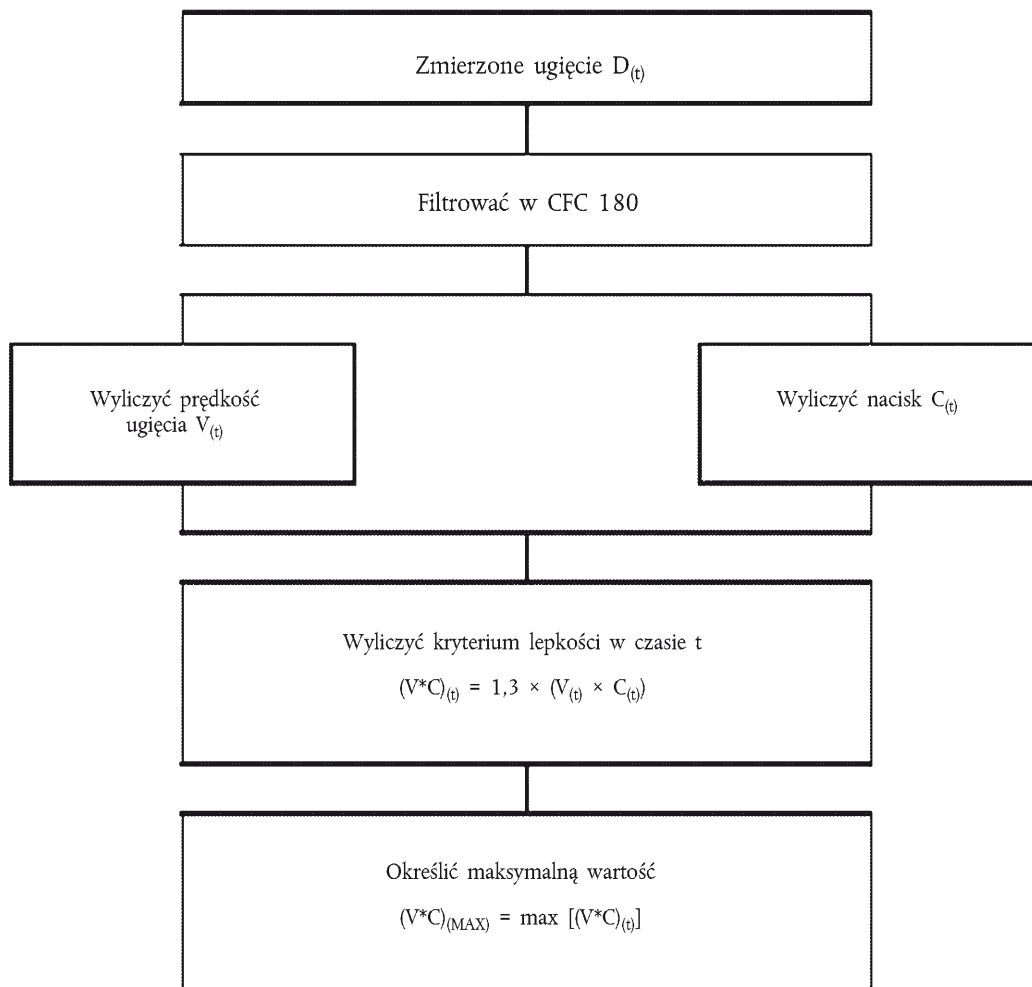 Zmierzone ugięcie D(t)
Filtrować w CFC 180
Wyliczyć prędkość
ugięcia V(t)
Wyliczyć nacisk C(t)
Wyliczyć kryterium lepkości w czasie t
(V*C)(t) = 1,3 × (V(t) × C(t))
Określić maksymalną wartość
(V*C)(MAX) = max [(V*C)(t)]